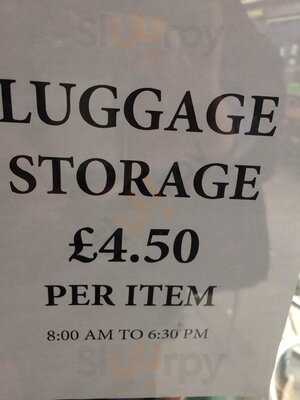 LUGGAGE
STORAGE
£4.50
PER ITEM
8:00 AM TO 6:30 PM